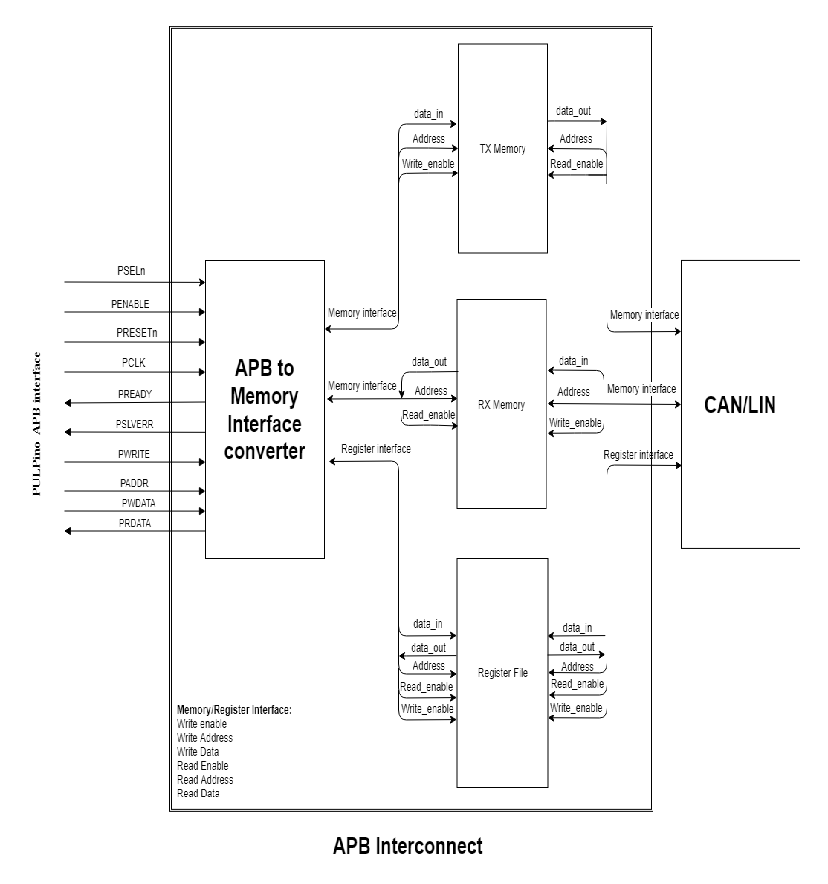 PULPino APB interface
PSELn
PENABLE
PRESETn
PCLK
PREADY
PSLVERR
PWRITE
PADDR
PWDATA
PRDATA
APB to
Memory
Interface
converter
Memory interface
Memory interface
Register interface
data_in
Address
Write_enable
TX Memory
data_out
Address
Read_enable
data_out
Address
Read_enable
RX Memory
data_in
Address
Write_enable
data_in
data_out
Address
Read_enable
Write_enable
Register File
data_in
data_out
Address
Read_enable
Write_enable
Memory interface
Memory interface
Register interface
CAN/LIN
Memory/Register Interface:
Write enable
Write Address
Write Data
Read Enable
Read Address
Read Data
APB Interconnect